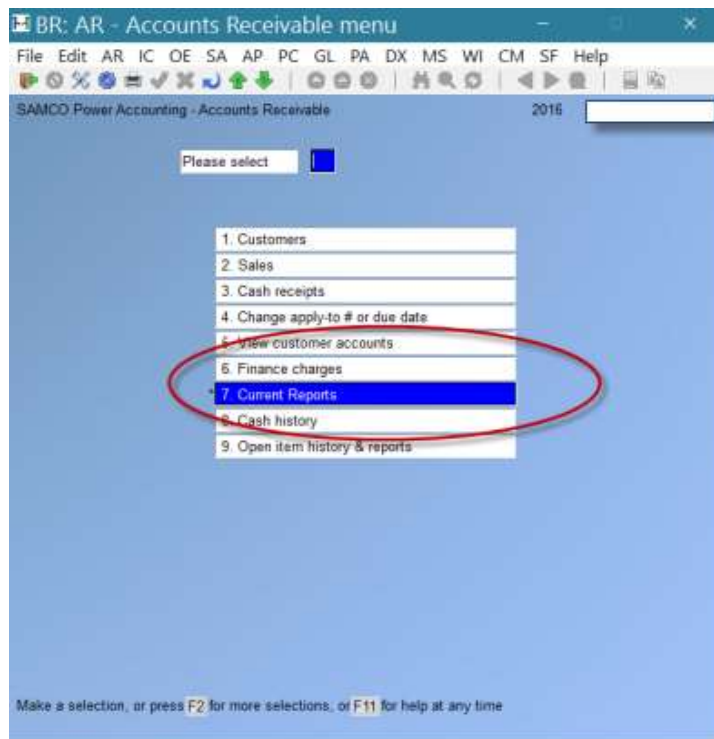 BR: AR - Accounts Receivable menu
File Edit AR IC OE SA AP PC GL PA DX MS WI CM SF Help
SAMCO Power Accounting - Accounts Receivable 2016
Please select
1. Customers
2. Sales
3. Cash receipts
4. Change apply-to # or due date
5. View customer accounts
6. Finance charges
* 7. Current Reports
8. Cash history
9. Open item history & reports
Make a selection, or press F2 for more selections, or F11 for help at any time